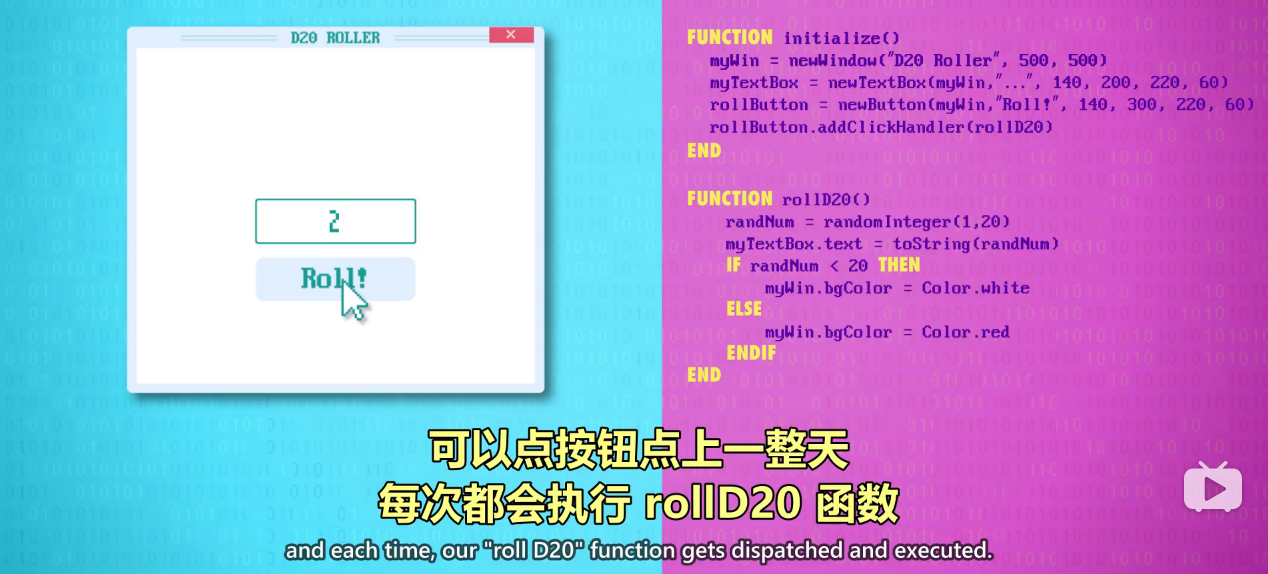 D20 ROLLER
2
Roll!
FUNCTION initialize()
myWin = newWindow("D20 Roller", 500, 500)
myTextBox = newTextBox(myWin,"...", 140, 200, 220, 60)
rollButton = newButton(myWin,"Roll!", 140, 300, 220, 60)
rollButton.addClickHandler(rollD20)
END
FUNCTION rollD20()
randNum = randomInteger(1,20)
myTextBox.text = toString(randNum)
IF randNum < 20 THEN
myWin.bgColor = Color.white
ELSE
myWin.bgColor = Color.red
ENDIF
END
可以点按钮点上一整天
每次都会执行 rollD20 函数
and each time, our "roll D20" function gets dispatched and executed.